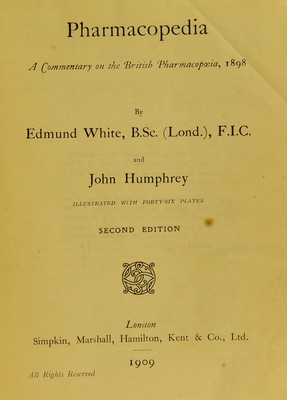 Pharmacopedia
A Commentary on the British Pharmacopœia, 1898
By
Edmund White, B.Sc. (Lond.), F.I.C.
and
John Humphrey
ILLUSTRATED WITH FORTY-SIX PLATES
SECOND EDITION
London
Simpkin, Marshall, Hamilton, Kent & Co., Ltd.
1909
All Rights Reserved